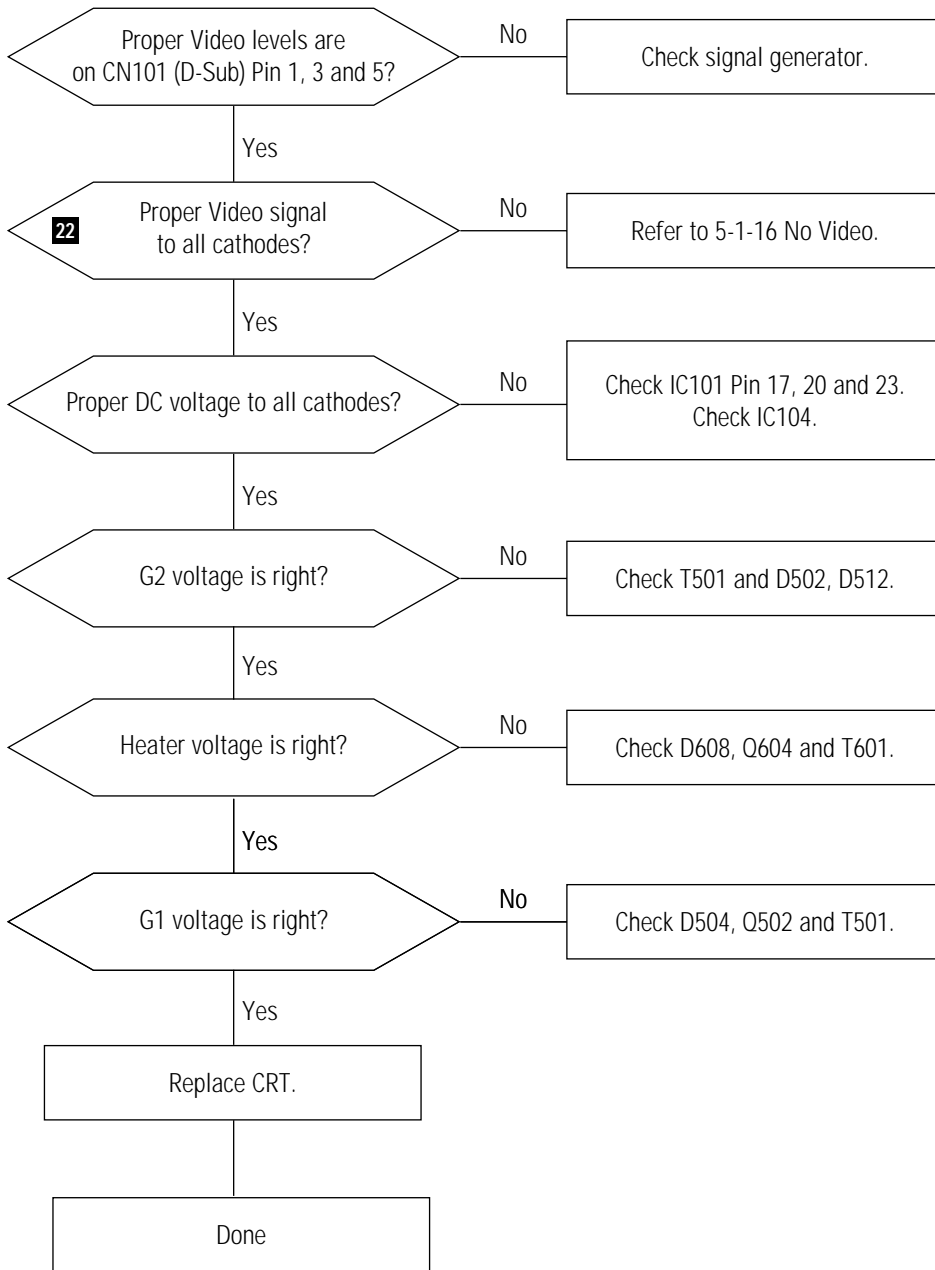 Proper Video levels are
on CN101 (D-Sub) Pin 1, 3 and 5?
No
Check signal generator.
Yes
22
Proper Video signal
to all cathodes?
No
Refer to 5-1-16 No Video.
Yes
Proper DC voltage to all cathodes?
No
Check IC101 Pin 17, 20 and 23.
Check IC104.
Yes
G2 voltage is right?
No
Check T501 and D502, D512.
Yes
Heater voltage is right?
No
Check D608, Q604 and T601.
Yes
G1 voltage is right?
No
Check D504, Q502 and T501.
Yes
Replace CRT.
Done